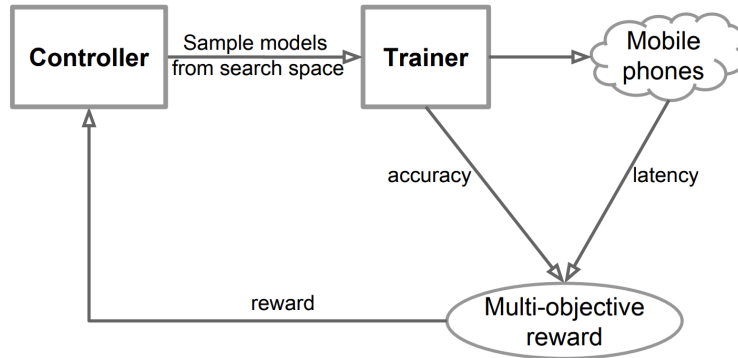 Controller
Sample models
from search space
Trainer
Mobile
phones
accuracy
latency
reward
Multi-objective
reward